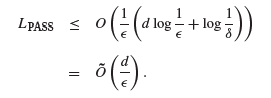 L_PASS ≤ O(1/ϵ (d log 1/ϵ + log 1/δ))
= Õ(d/ϵ).